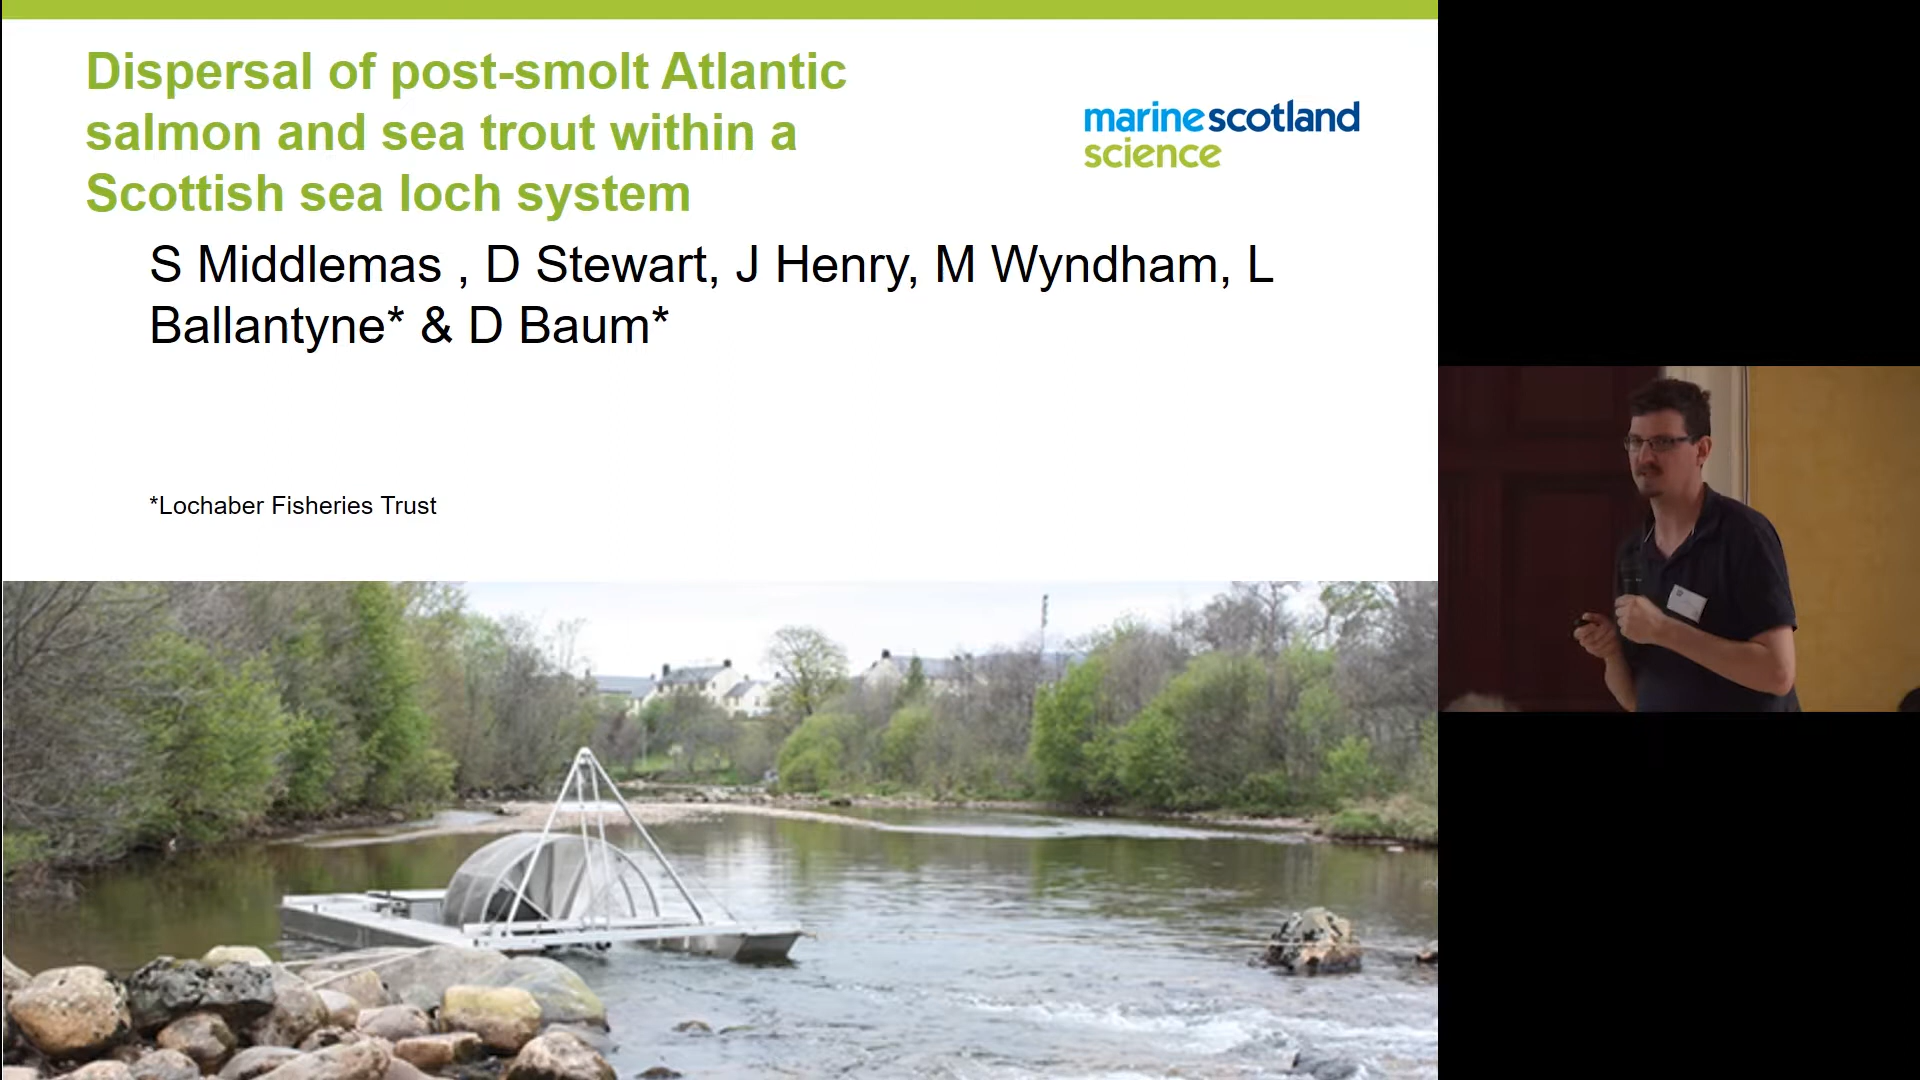 Dispersal of post-smolt Atlantic
salmon and sea trout within a
Scottish sea loch system
marinescotland
science
S Middlemas , D Stewart, J Henry, M Wyndham, L
Ballantyne* & D Baum*
*Lochaber Fisheries Trust